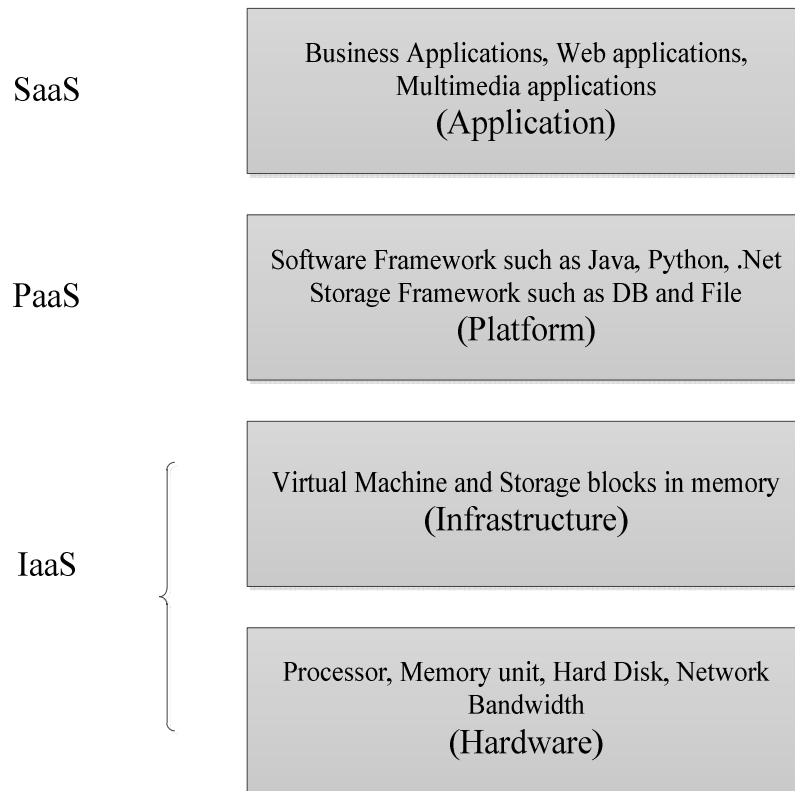 SaaS
Business Applications, Web applications,
Multimedia applications
(Application)
PaaS
Software Framework such as Java, Python, .Net
Storage Framework such as DB and File
(Platform)
IaaS
Virtual Machine and Storage blocks in memory
(Infrastructure)
Processor, Memory unit, Hard Disk, Network
Bandwidth
(Hardware)